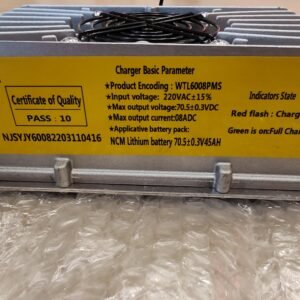 Charger Basic Parameter
★Product Encoding : WTL6008PMS
★Input voltage: 220VAC±15%
★Max output voltage:70.5±0.3VDC
★Max output current:08ADC
★Applicative battery pack:
NCM Lithium battery 70.5±0.3V45AH
Certificate of Quality
PASS : 10
NJSYJY60082203110416
Indicators State
Red flash : Charg
Green is on:Full Char